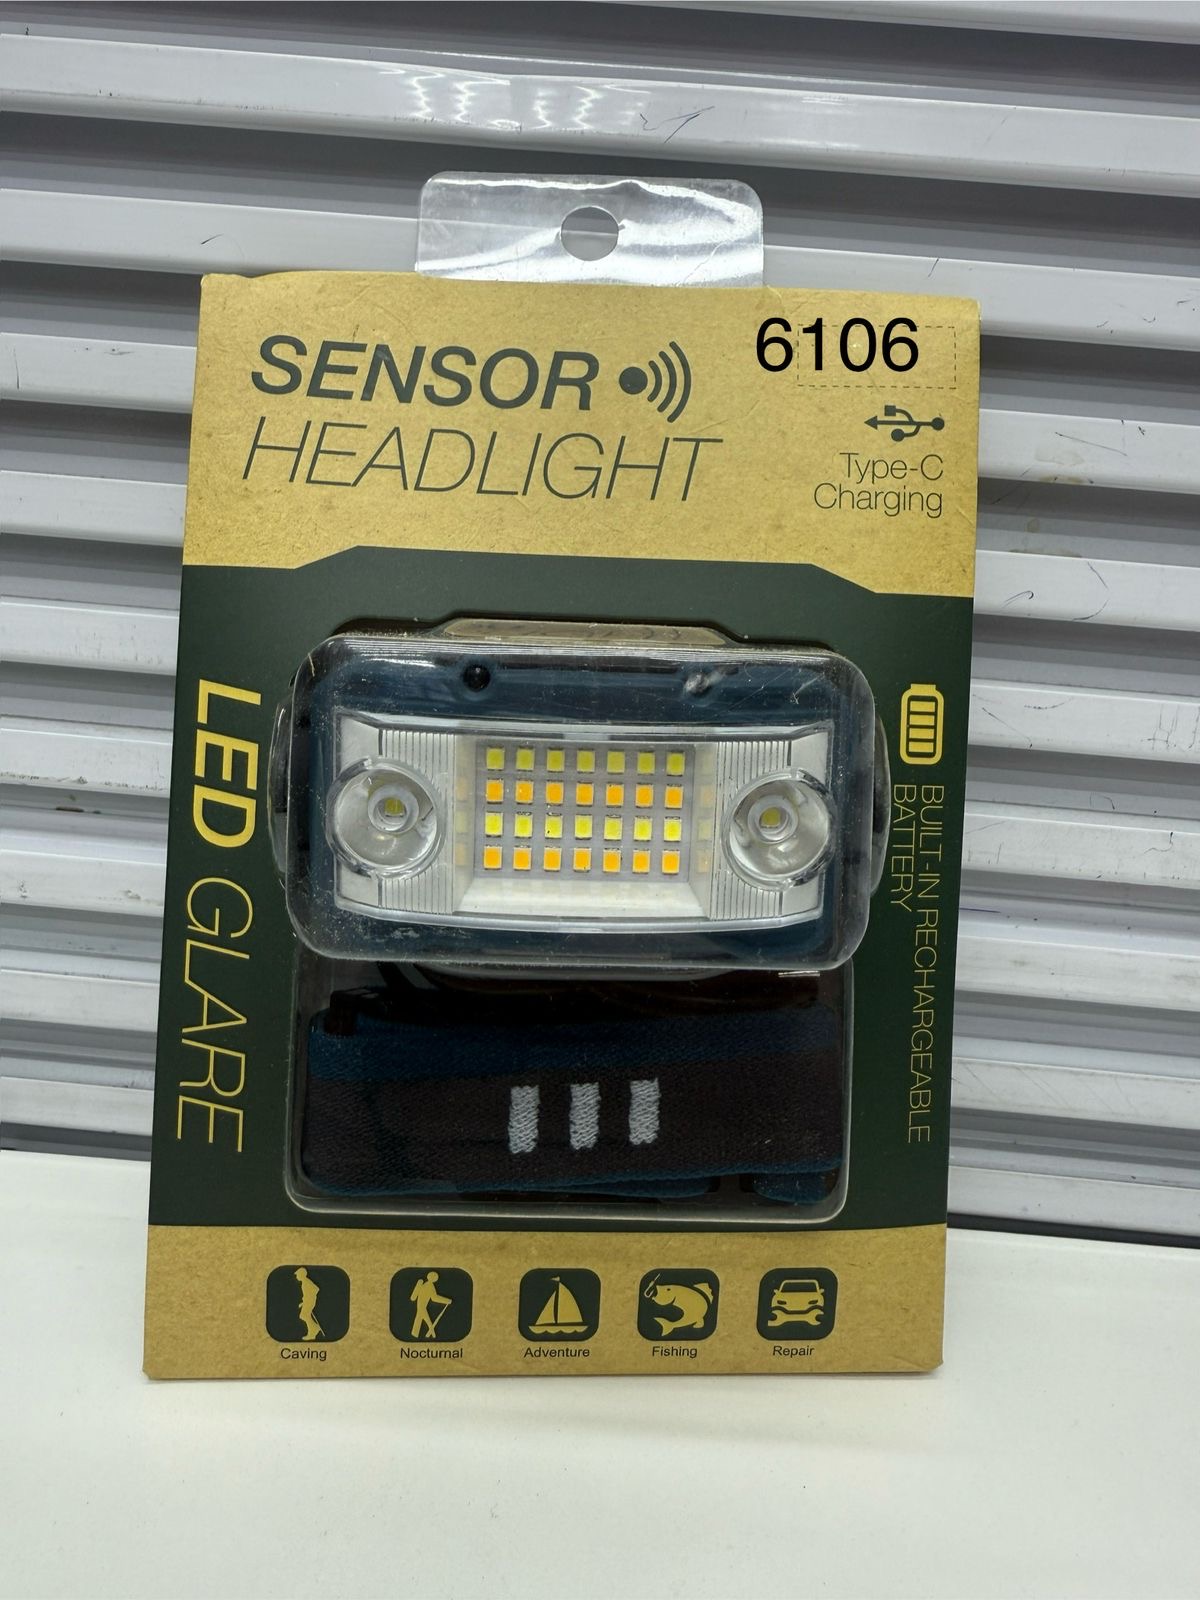 6106
SENSOR
HEADLIGHT
Type-C
Charging
LED GLARE
BUILT-IN RECHARGEABLE
BATTERY
Caving
Nocturnal
Adventure
Fishing
Repair